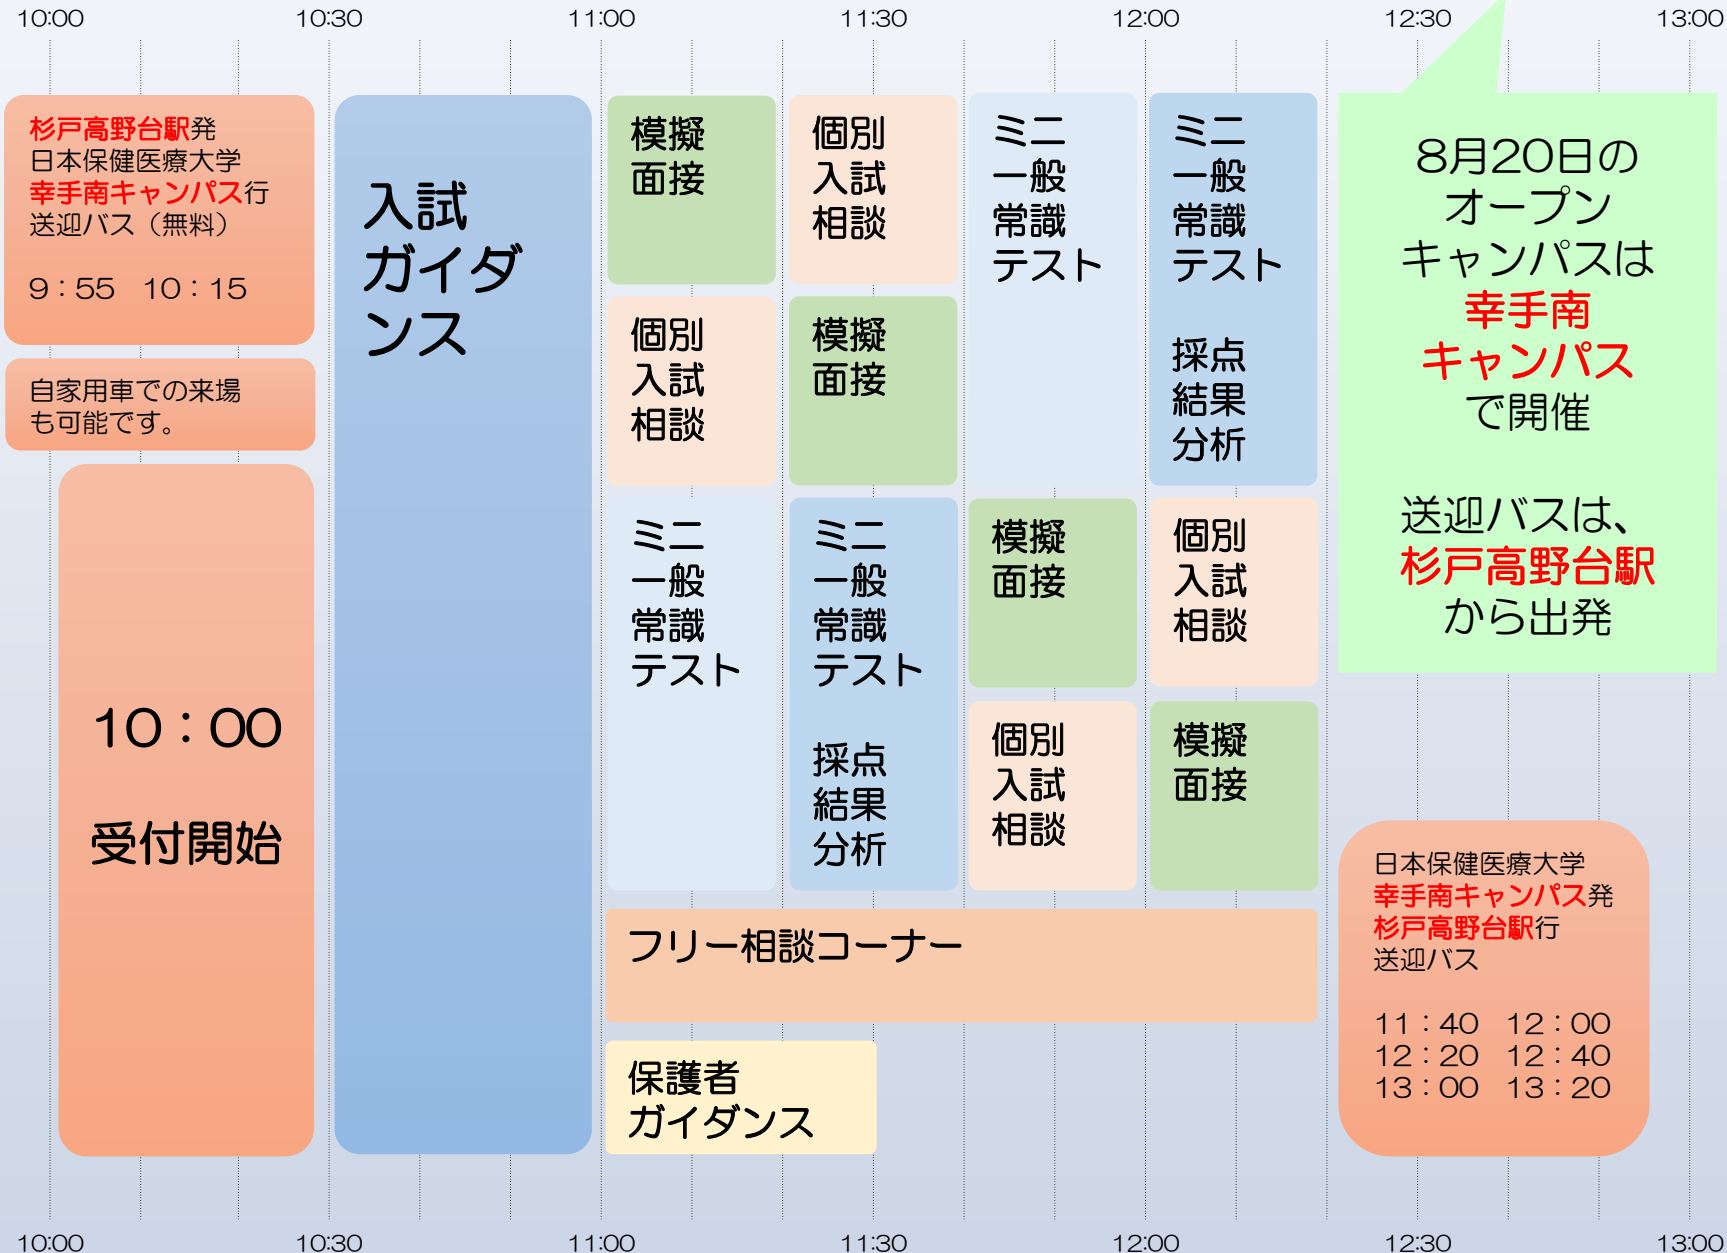 10:00
10:30
11:00
11:30
12:00
12:30
13:00
杉戸高野台駅発
日本保健医療大学
幸手南キャンパス行
送迎バス（無料）
9：55　10：15
自家用車での来場
も可能です。
10：00
受付開始
入試
ガイダ
ンス
模擬
面接
個別
入試
相談
ミニ
一般
常識
テスト
ミニ
一般
常識
テスト
採点
結果
分析
個別
入試
相談
模擬
面接
ミニ
一般
常識
テスト
ミニ
一般
常識
テスト
採点
結果
分析
模擬
面接
個別
入試
相談
個別
入試
相談
模擬
面接
フリー相談コーナー
保護者
ガイダンス
8月20日の
オープン
キャンパスは
幸手南
キャンパス
で開催
送迎バスは、
杉戸高野台駅
から出発
日本保健医療大学
幸手南キャンパス発
杉戸高野台駅行
送迎バス
11：40　12：00
12：20　12：40
13：00　13：20
10:00
10:30
11:00
11:30
12:00
12:30
13:00